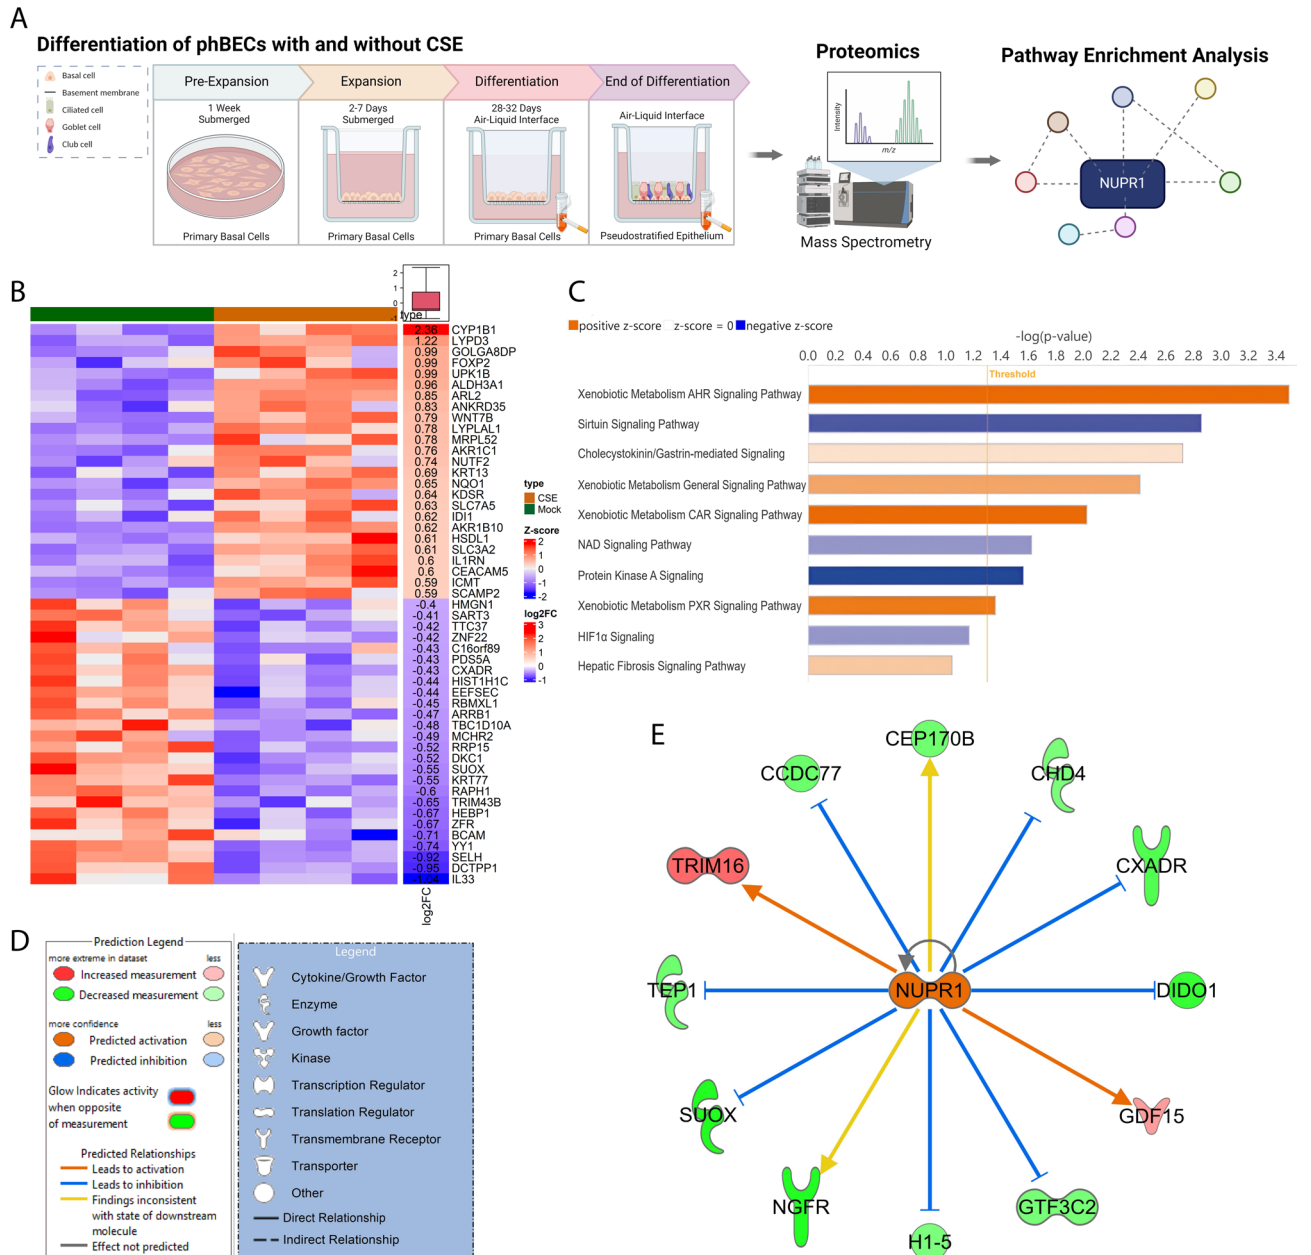 A
Differentiation of phBECs with and without CSE
Basal cell
Basement membrane
Ciliated cell
Goblet cell
Club cell
Pre-Expansion
Expansion
Differentiation
End of Differentiation
1 Week
Submerged
2-7 Days
Submerged
28-32 Days
Air-Liquid Interface
Air-Liquid Interface
Primary Basal Cells
Primary Basal Cells
Primary Basal Cells
Pseudostratified Epithelium
Proteomics
Intensity
m/z
Mass Spectrometry
Pathway Enrichment Analysis
NUPR1
B
2
1
0
-1
type
2.36 CYP1B1
1.22 LYPD3
0.99 GOLGA8DP
0.99 FOXP2
0.99 UPK1B
0.96 ALDH3A1
0.85 ARL2
0.83 ANKRD35
0.79 WNT7B
0.78 LYPLAL1
0.78 MRPL52
0.76 AKR1C1
0.74 NUTF2
0.69 KRT13
0.65 NQO1
0.64 KDSR
0.63 SLC7A5
0.62 IDI1
0.62 AKR1B10
0.61 HSDL1
0.61 SLC3A2
0.6 IL1RN
0.6 CEACAM5
0.59 ICMT
0.59 SCAMP2
-0.4 HMGN1
-0.41 SART3
-0.42 TTC37
-0.42 ZNF22
-0.43 C16orf89
-0.43 PDS5A
-0.43 CXADR
-0.44 HIST1H1C
-0.44 EEFSEC
-0.45 RBMXL1
-0.47 ARRB1
-0.48 TBC1D10A
-0.49 MCHR2
-0.52 RRP15
-0.52 DKC1
-0.55 SUOX
-0.55 KRT77
-0.6 RAPH1
-0.65 TRIM43B
-0.67 HEBP1
-0.67 ZFR
-0.71 BCAM
-0.74 YY1
-0.92 SELH
-0.95 DCTPP1
-1.04 IL33
log2FC
type
CSE
Mock
Z-score
2
1
0
-1
-2
log2FC
3
2
1
0
-1
C
positive z-score z-score = 0 negative z-score
-log(p-value)
0.0 0.2 0.4 0.6 0.8 1.0 1.2 1.4 1.6 1.8 2.0 2.2 2.4 2.6 2.8 3.0 3.2 3.4
Threshold
Xenobiotic Metabolism AHR Signaling Pathway
Sirtuin Signaling Pathway
Cholecystokinin/Gastrin-mediated Signaling
Xenobiotic Metabolism General Signaling Pathway
Xenobiotic Metabolism CAR Signaling Pathway
NAD Signaling Pathway
Protein Kinase A Signaling
Xenobiotic Metabolism PXR Signaling Pathway
HIF1α Signaling
Hepatic Fibrosis Signaling Pathway
D
Prediction Legend
more extreme in dataset less
Increased measurement
Decreased measurement
more confidence less
Predicted activation
Predicted inhibition
Glow Indicates activity
when opposite
of measurement
Predicted Relationships
Leads to activation
Leads to inhibition
Findings inconsistent
with state of downstream
molecule
Effect not predicted
Legend
Cytokine/Growth Factor
Enzyme
Growth factor
Kinase
Transcription Regulator
Translation Regulator
Transmembrane Receptor
Transporter
Other
Direct Relationship
Indirect Relationship
E
CEP170B
CCDC77
CHD4
TRIM16
CXADR
TEP1
NUPR1
DIDO1
SUOX
GDF15
NGFR
GTF3C2
H1-5